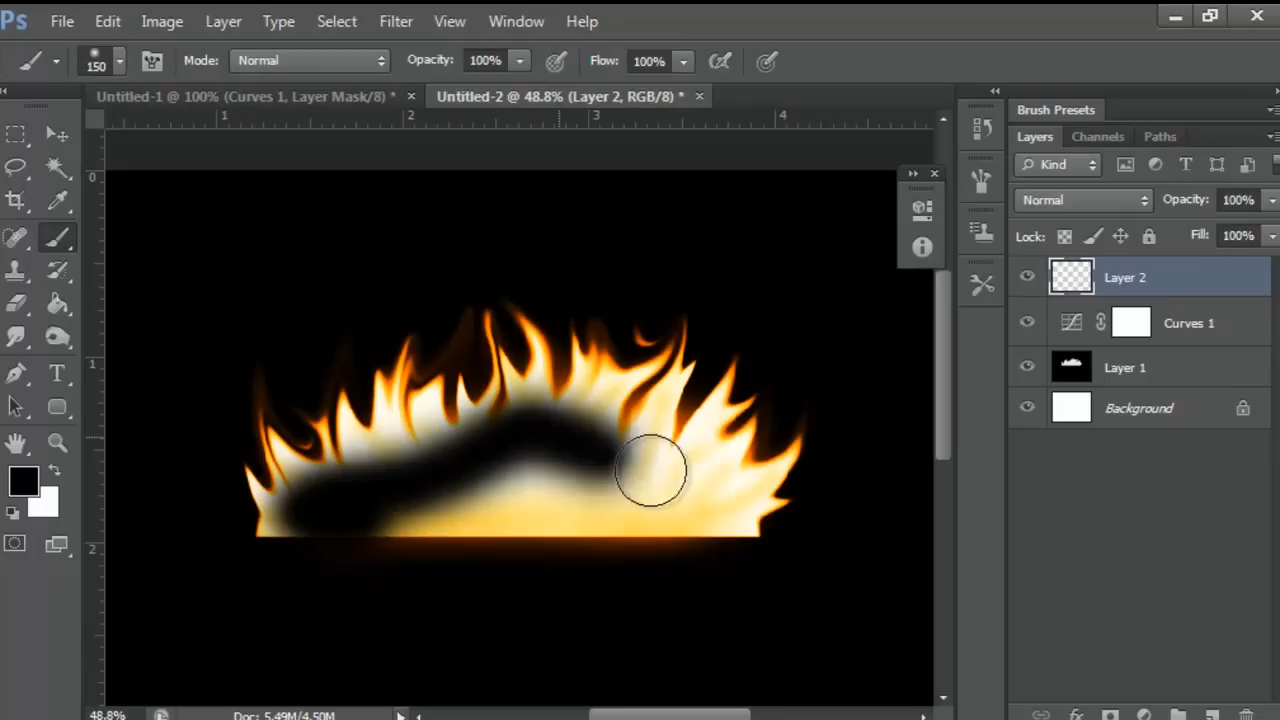 Ps File Edit Image Layer Type Select Filter View Window Help
150 Mode: Normal Opacity: 100% Flow: 100%
Untitled-1 @ 100% (Curves 1, Layer Mask/8) * Untitled-2 @ 48.8% (Layer 2, RGB/8) *
1 2 3 4
0
1
2
Brush Presets
Layers Channels Paths
Kind
Normal Opacity: 100%
Lock: Fill: 100%
Layer 2
Curves 1
Layer 1
Background
48.8% Doc: 5.49M/4.50M